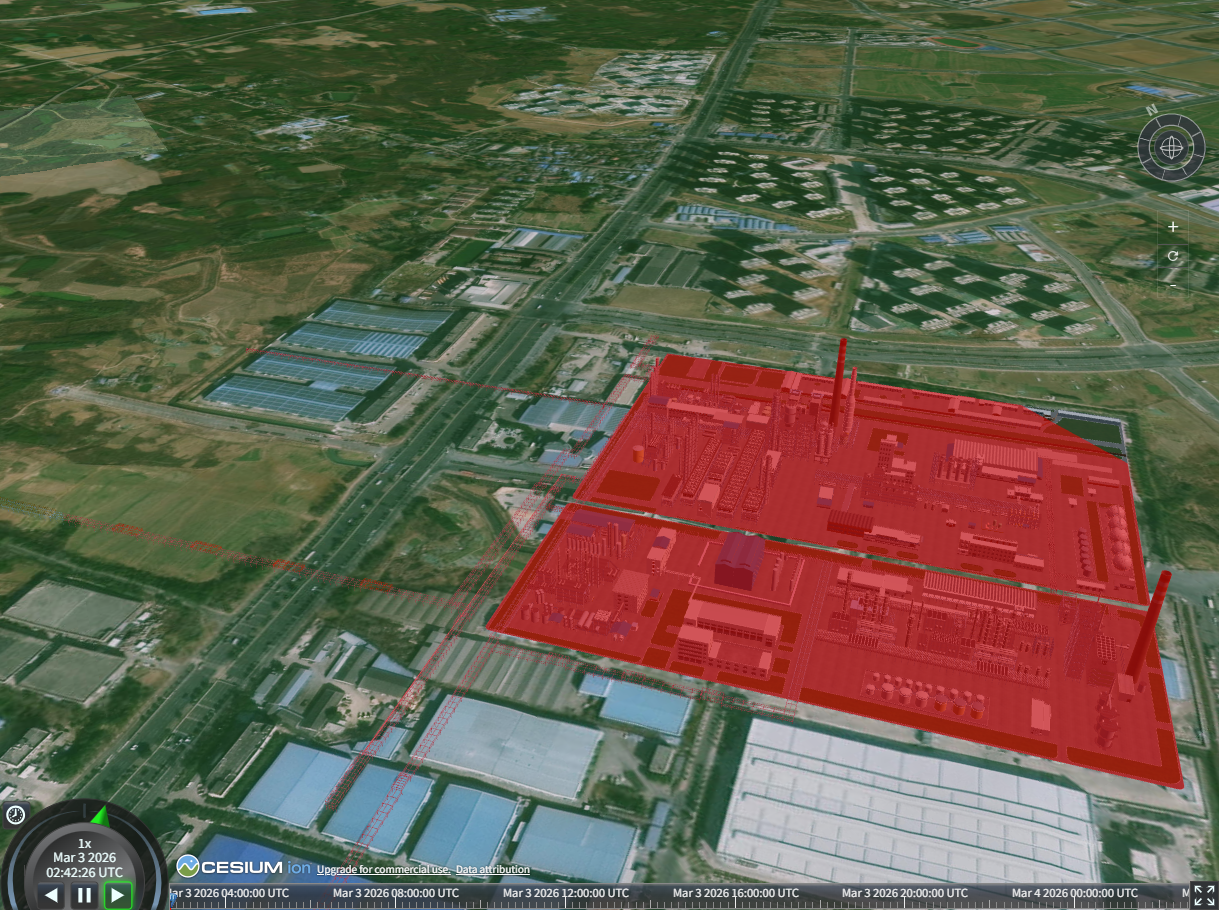 N
+
-
1x
Mar 3 2026
02:42:26 UTC
CESIUM ion Upgrade for commercial use. Data attribution
ar 3 2026 04:00:00 UTC Mar 3 2026 08:00:00 UTC Mar 3 2026 12:00:00 UTC Mar 3 2026 16:00:00 UTC Mar 3 2026 20:00:00 UTC Mar 4 2026 00:00:00 UTC M